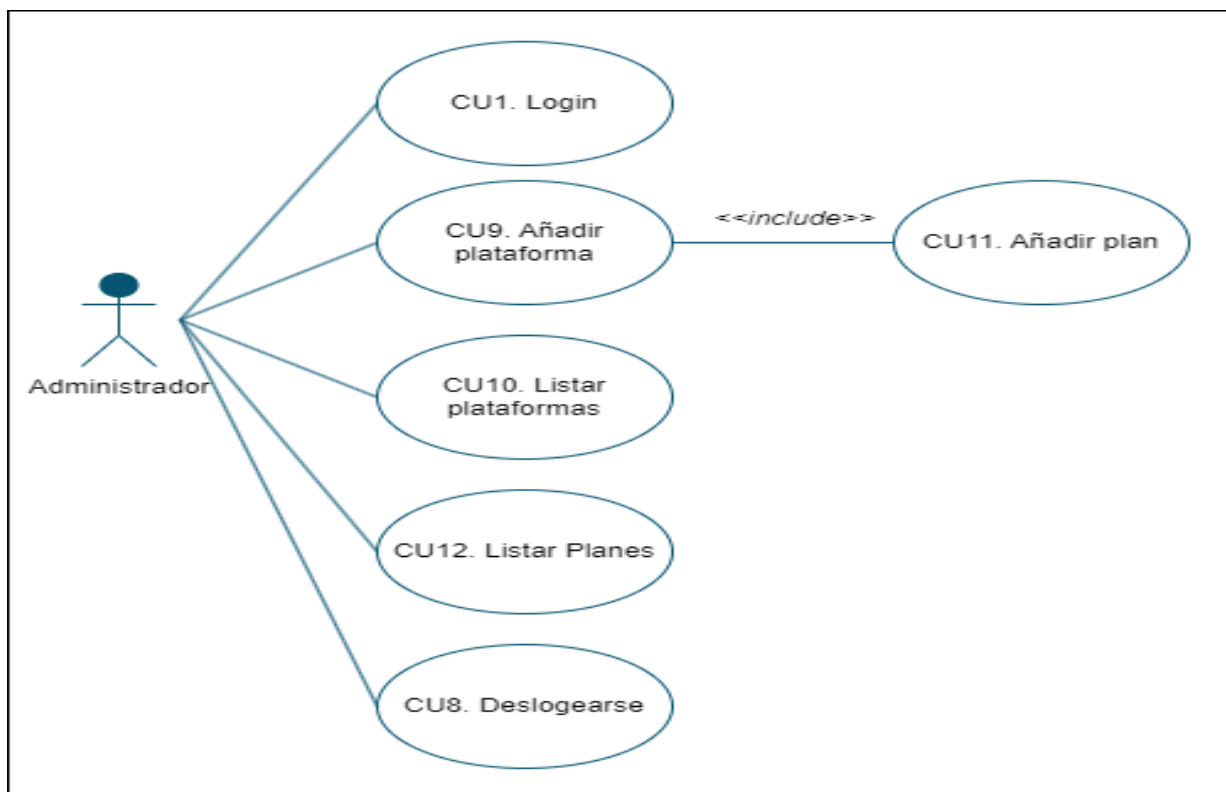 CU1. Login
CU9. Añadir
plataforma
<<include>>
CU11. Añadir plan
Administrador
CU10. Listar
plataformas
CU12. Listar Planes
CU8. Deslogearse